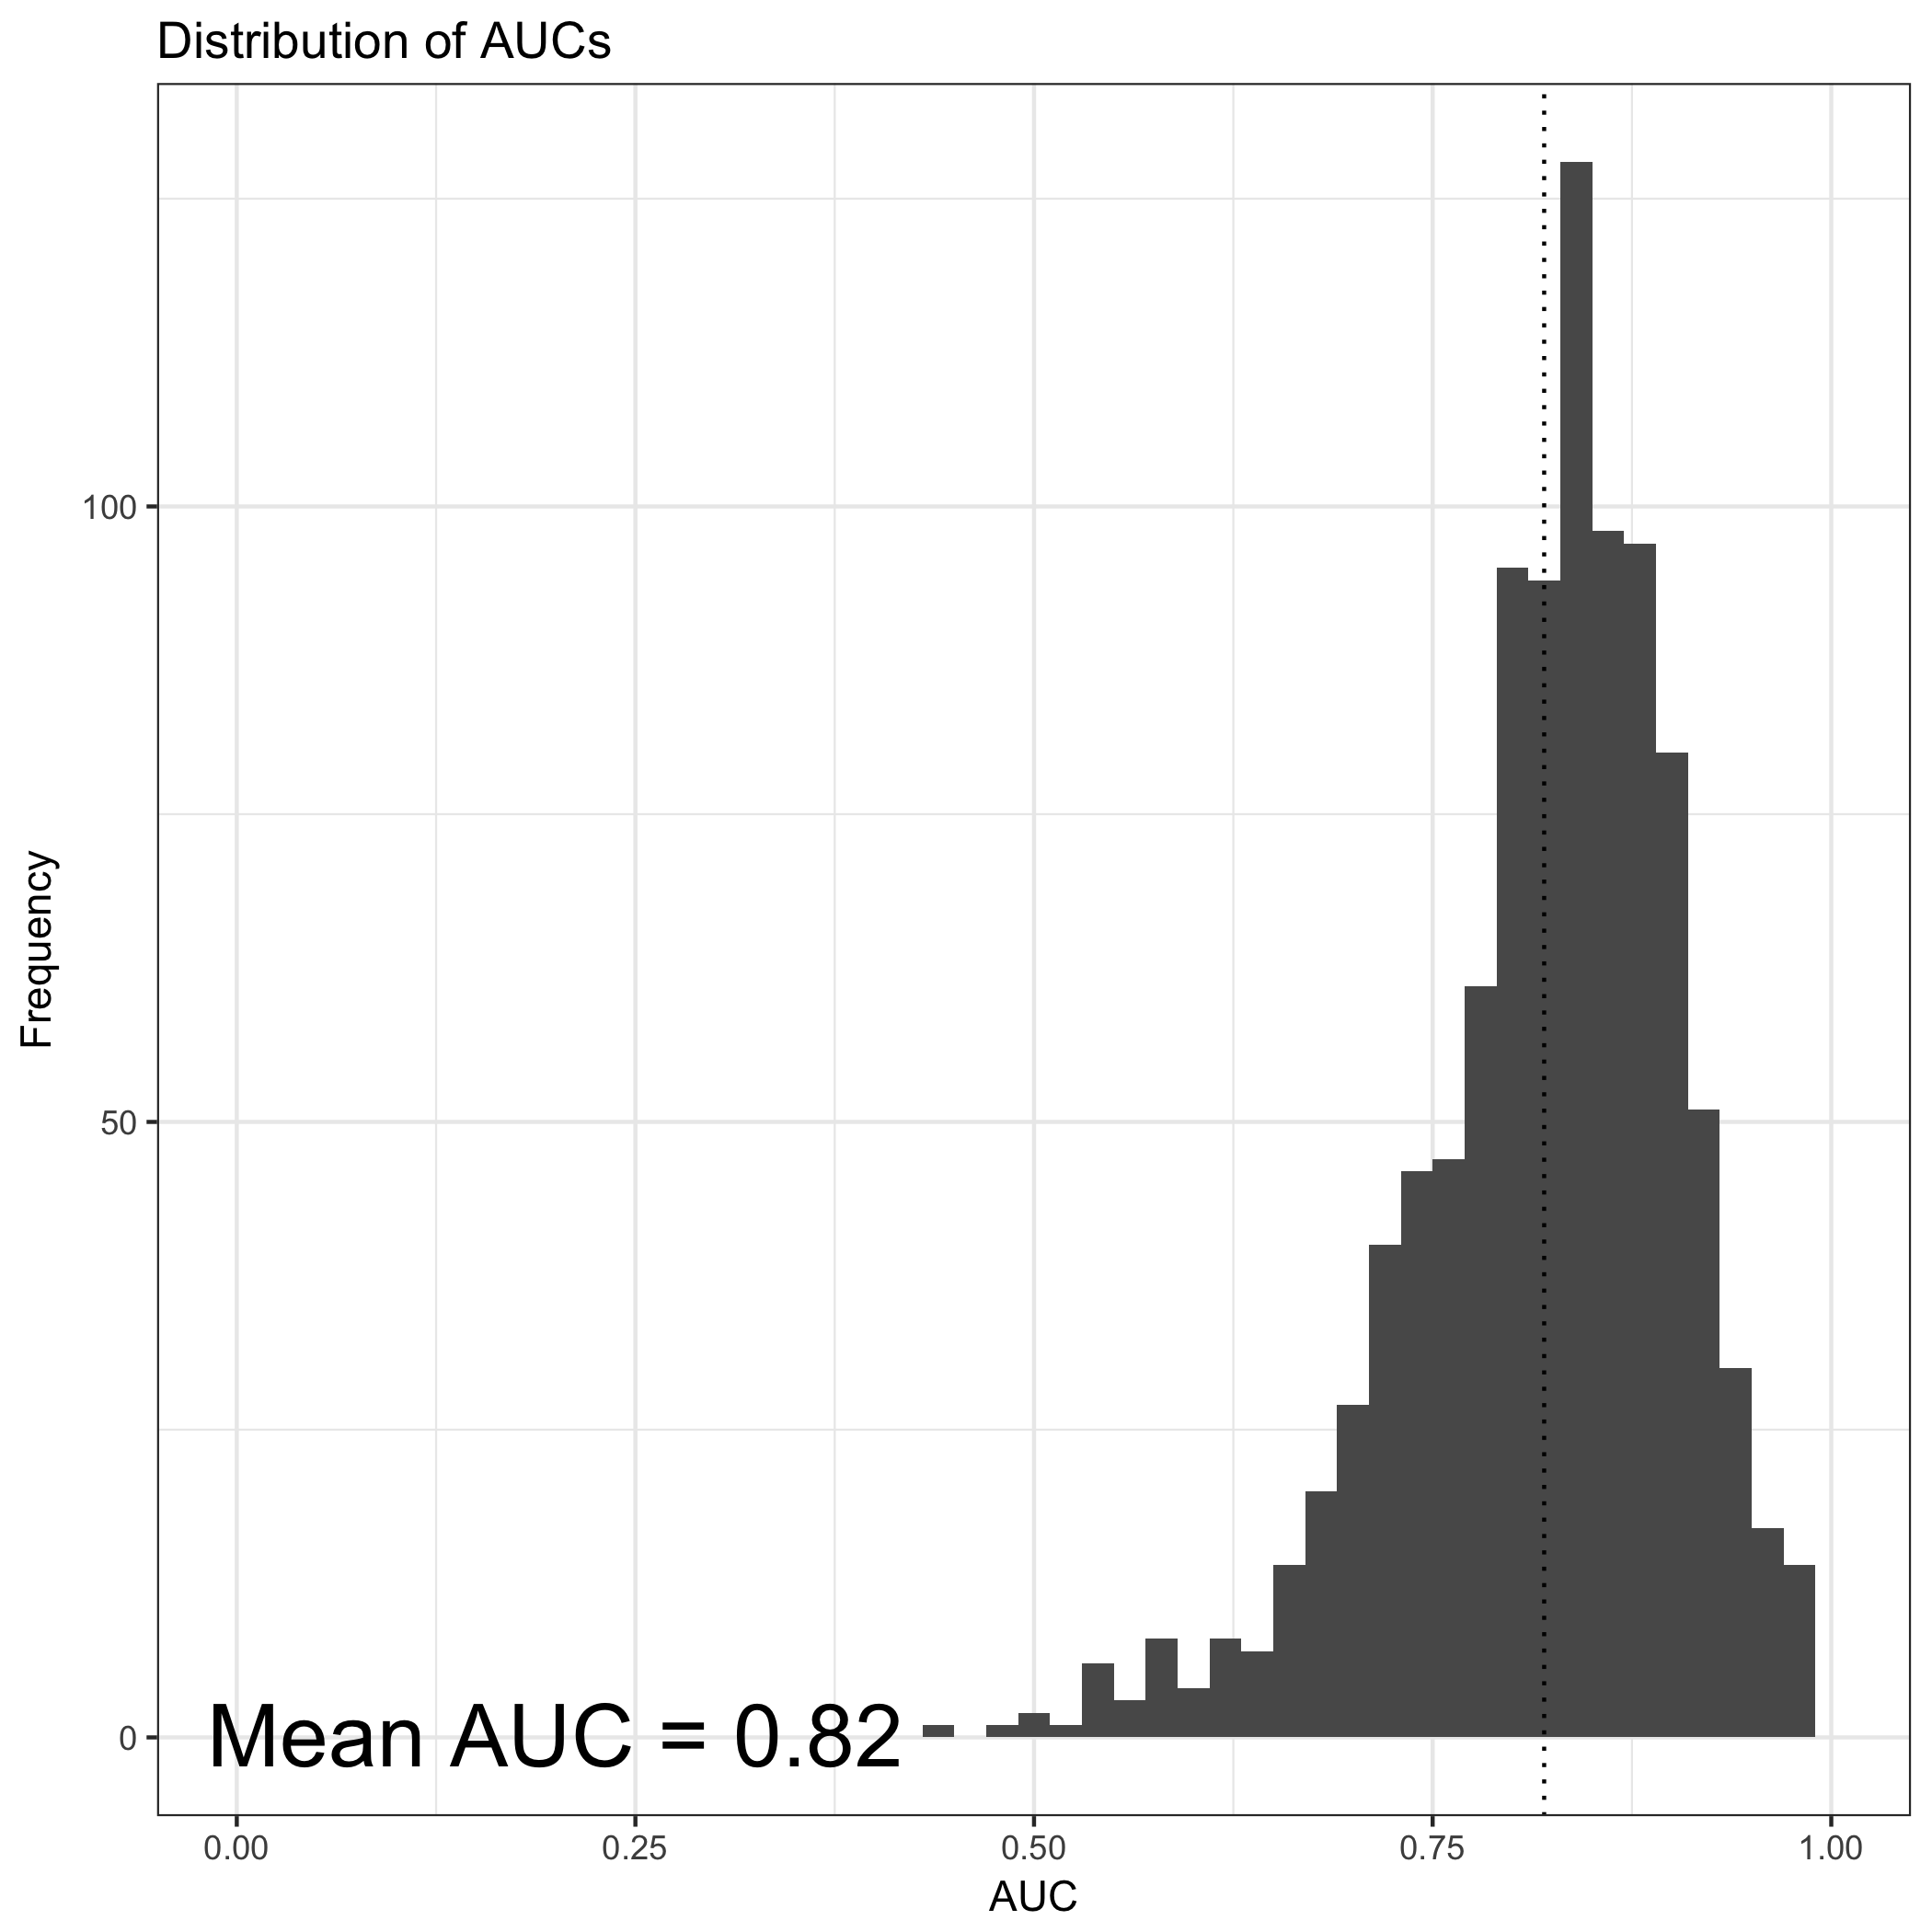 Distribution of AUCs
Frequency
100
50
0
Mean AUC = 0.82
0.00 0.25 0.50 0.75 1.00
AUC